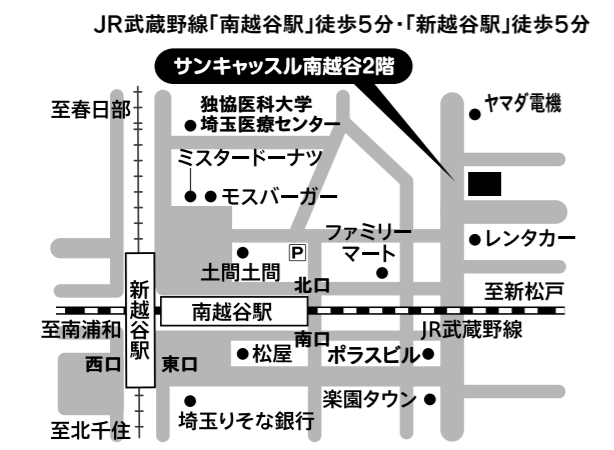 JR武蔵野線「南越谷駅」徒歩5分・「新越谷駅」徒歩5分
サンキャッスル南越谷2階
至春日部
独協医科大学
埼玉医療センター
ヤマダ電機
ミスタードーナツ
モスバーガー
ファミリー
マート
レンタカー
P
土間土間
北口
至新松戸
新越谷駅
南越谷駅
至南浦和
JR武蔵野線
南口
西口
東口
松屋
ポラスビル
楽園タウン
埼玉りそな銀行
至北千住